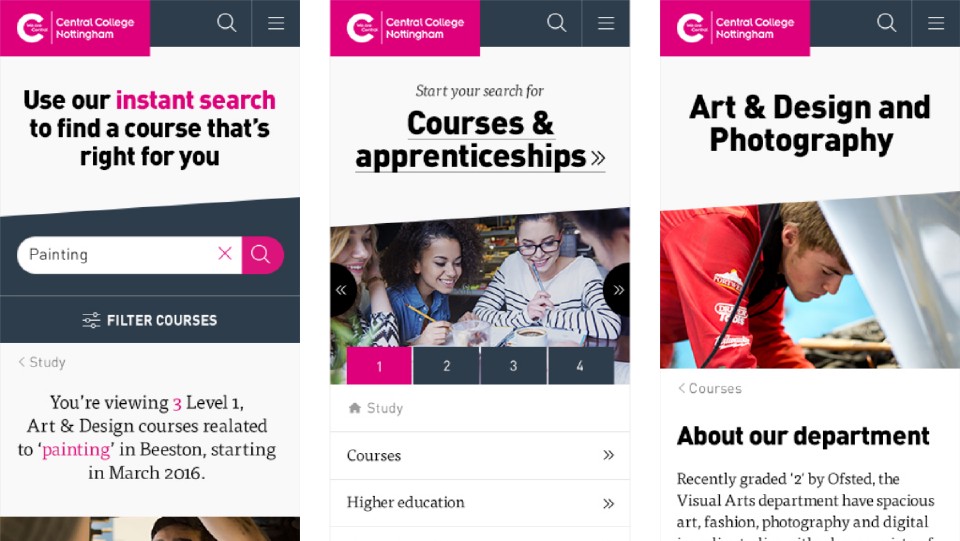 Central College
Nottingham
Use our instant search
to find a course that's
right for you
Painting
FILTER COURSES
Study
You're viewing 3 Level 1,
Art & Design courses realated
to 'painting' in Beeston, starting
in March 2016.
Central College
Nottingham
Start your search for
Courses &
apprenticeships »
« »
1 2 3 4
Study
Courses »
Higher education »
Central College
Nottingham
Art & Design and
Photography
Courses
About our department
Recently graded '2' by Ofsted, the
Visual Arts department have spacious
art, fashion, photography and digital